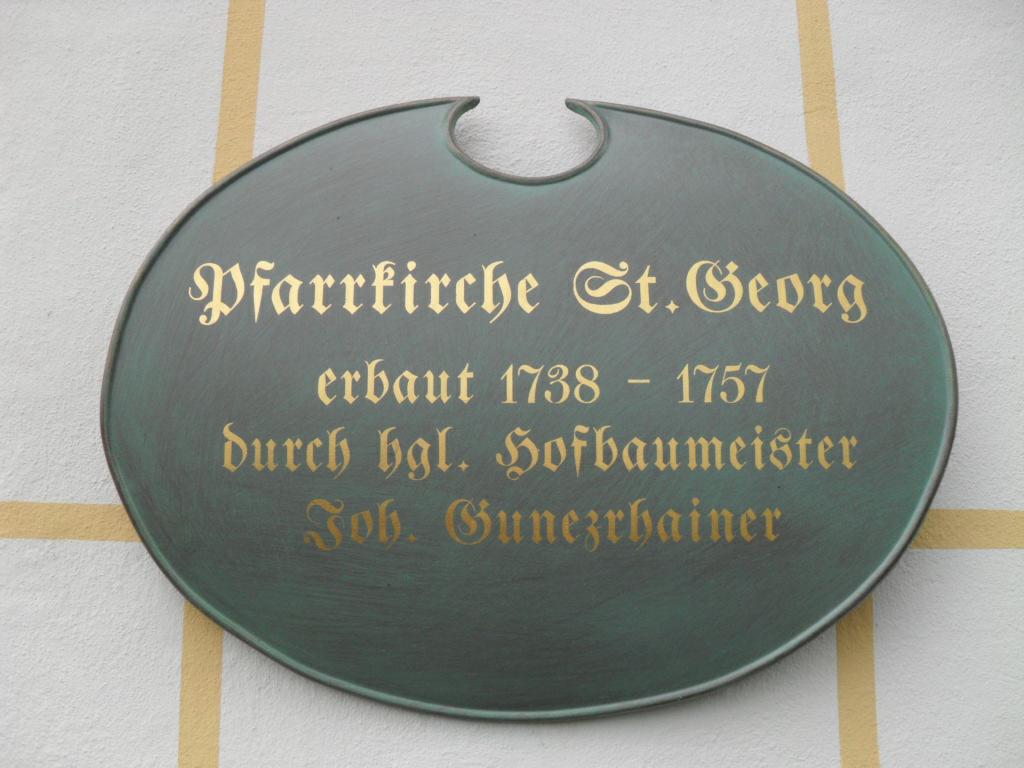 Pfarrkirche St. Georg
erbaut 1738 - 1757
durch hgl. Hofbaumeister
Joh. Gunezrhainer